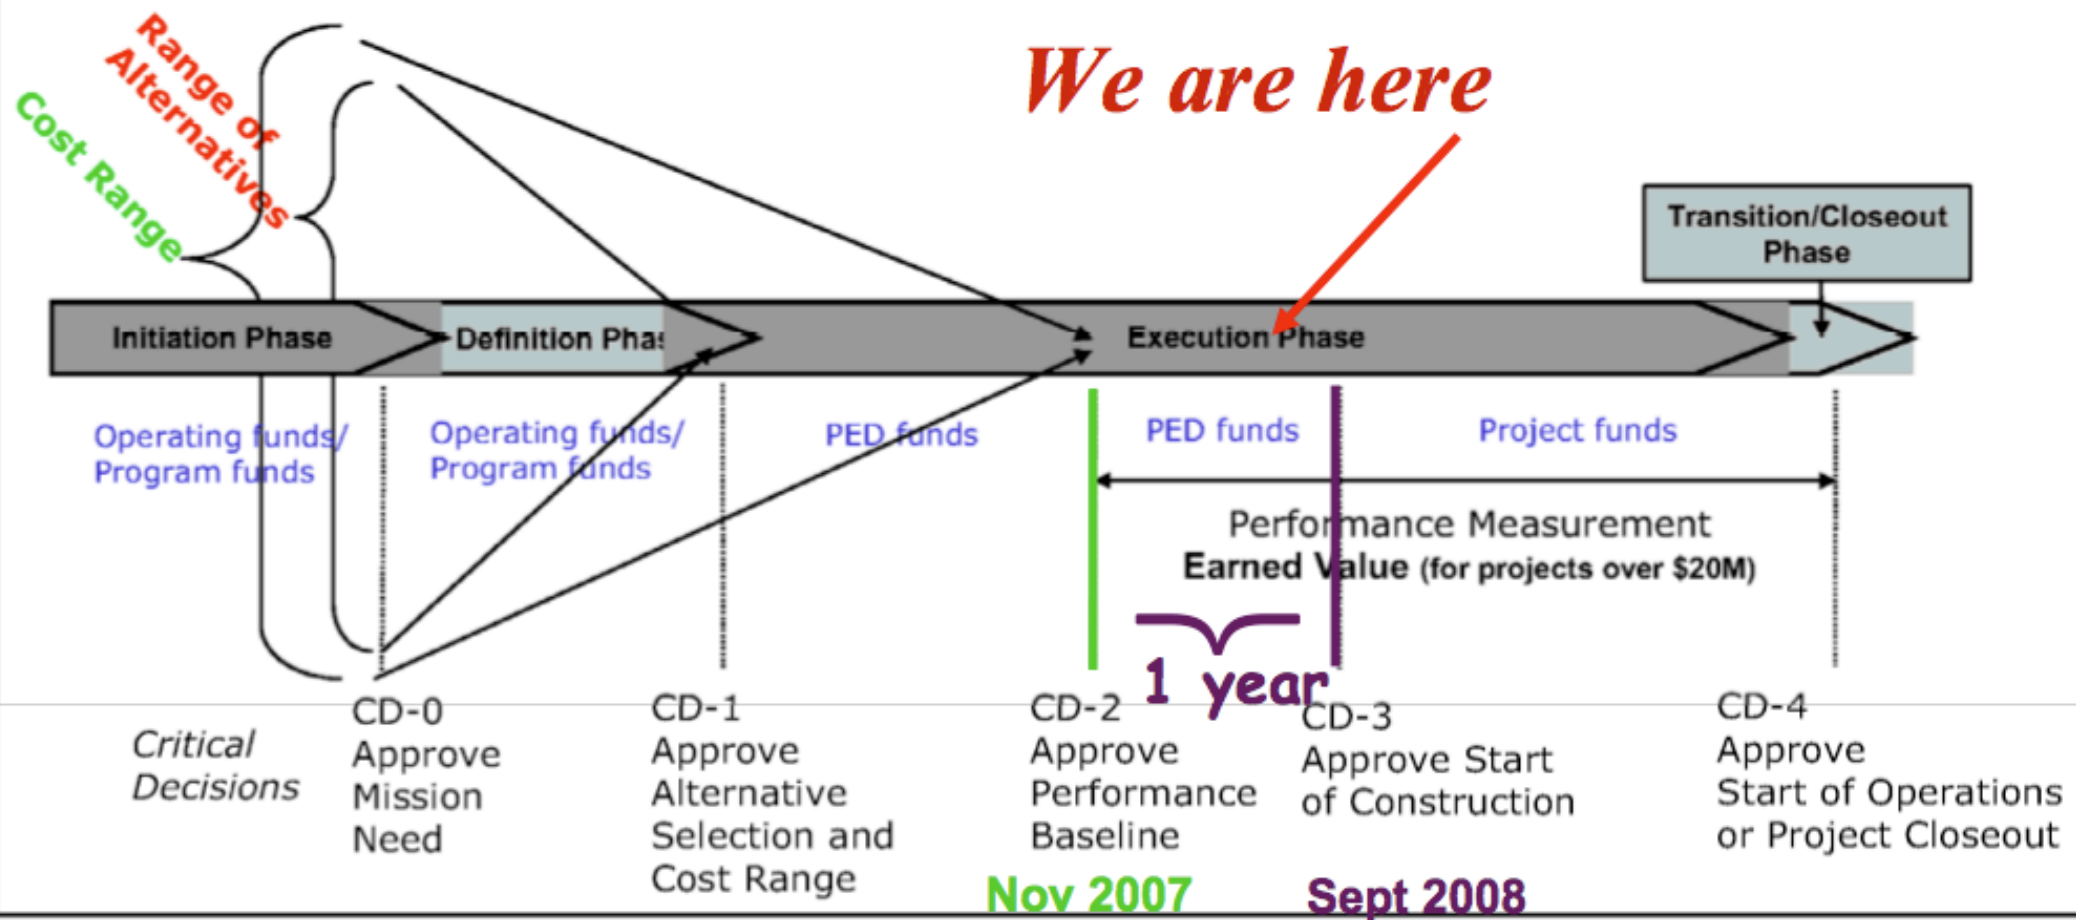 We are here
Range of
Alternatives
Cost Range
Transition/Closeout
Phase
Initiation Phase
Definition Phas
Execution Phase
Operating funds/
Program funds
Operating funds/
Program funds
PED funds
PED funds
Project funds
Performance Measurement
Earned Value (for projects over $20M)
1 year
Critical
Decisions
CD-0
Approve
Mission
Need
CD-1
Approve
Alternative
Selection and
Cost Range
CD-2
Approve
Performance
Baseline
Nov 2007
CD-3
Approve Start
of Construction
Sept 2008
CD-4
Approve
Start of Operations
or Project Closeout